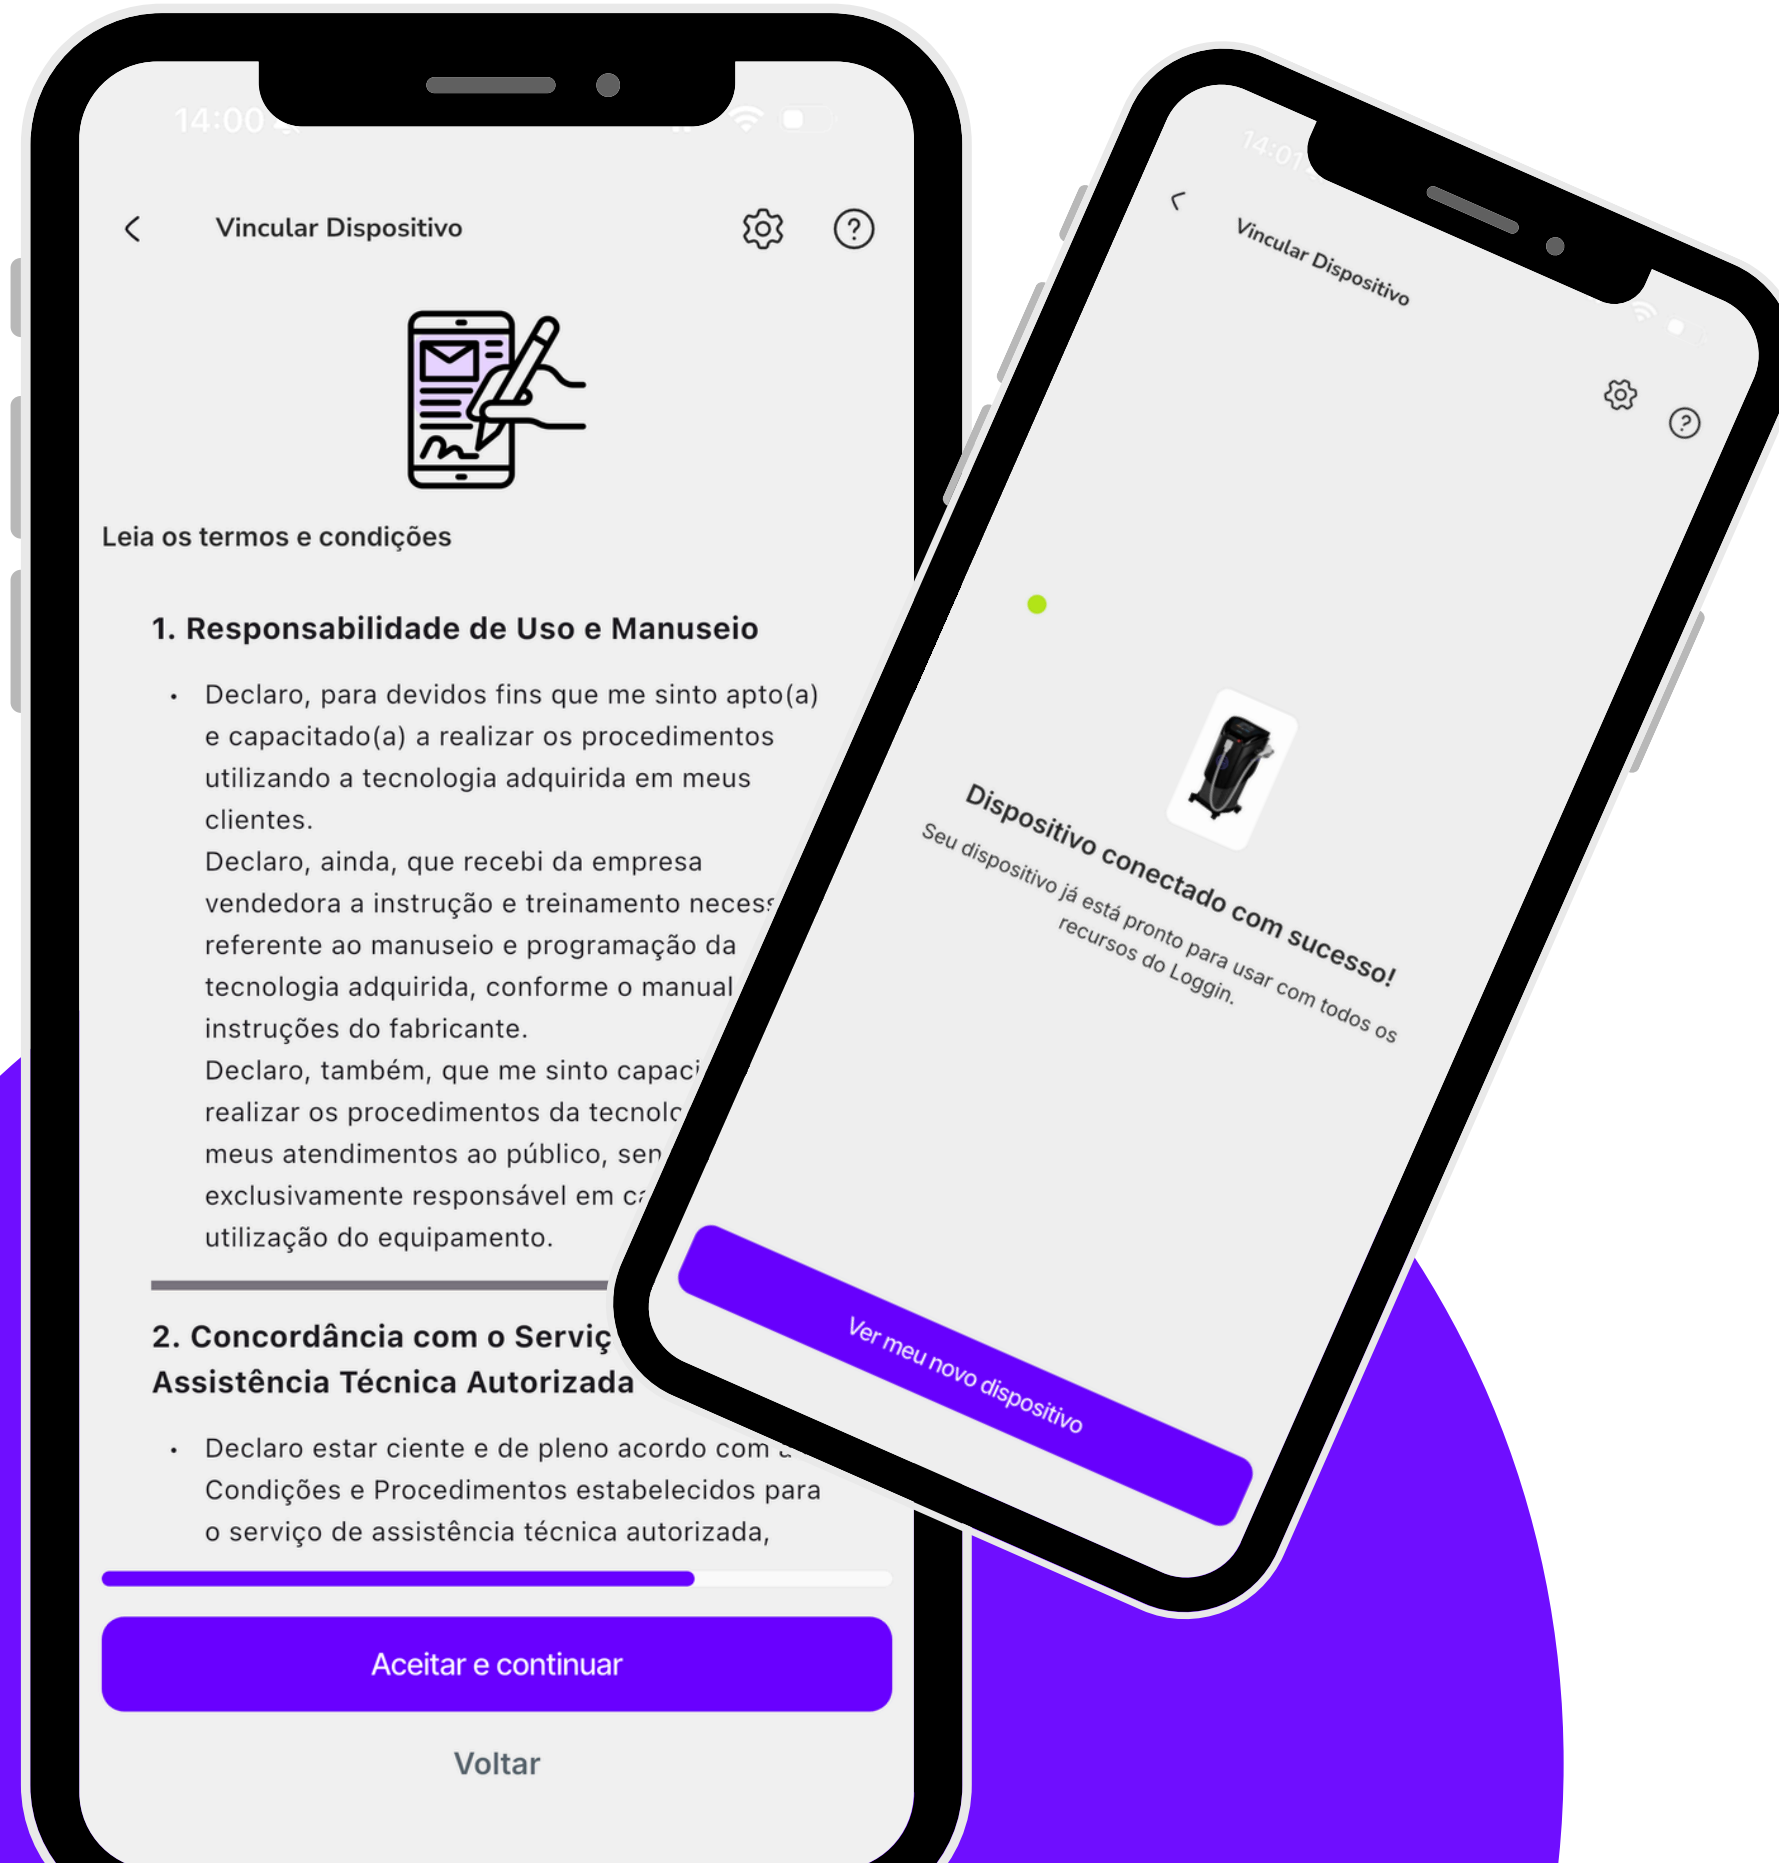 14:00
Vincular Dispositivo
Leia os termos e condições
1. Responsabilidade de Uso e Manuseio
• Declaro, para devidos fins que me sinto apto(a)
e capacitado(a) a realizar os procedimentos
utilizando a tecnologia adquirida em meus
clientes.
Declaro, ainda, que recebi da empresa
vendedora a instrução e treinamento
referente ao manuseio e programação da
tecnologia adquirida, conforme o manual
instruções do fabricante.
Declaro, também, que me sinto
realizar os procedimentos da
meus atendimentos ao público,
exclusivamente responsável em
utilização do equipamento.
2. Concordância com o
Assistência Técnica Autorizada
• Declaro estar ciente e de pleno acordo com
Condições e Procedimentos estabelecidos para
o serviço de assistência técnica autorizada,
Aceitar e continuar
Voltar
14:01
Vincular Dispositivo
Dispositivo conectado com sucesso!
Seu dispositivo já está pronto para usar com todos os
recursos do Loggin.
Ver meu novo dispositivo